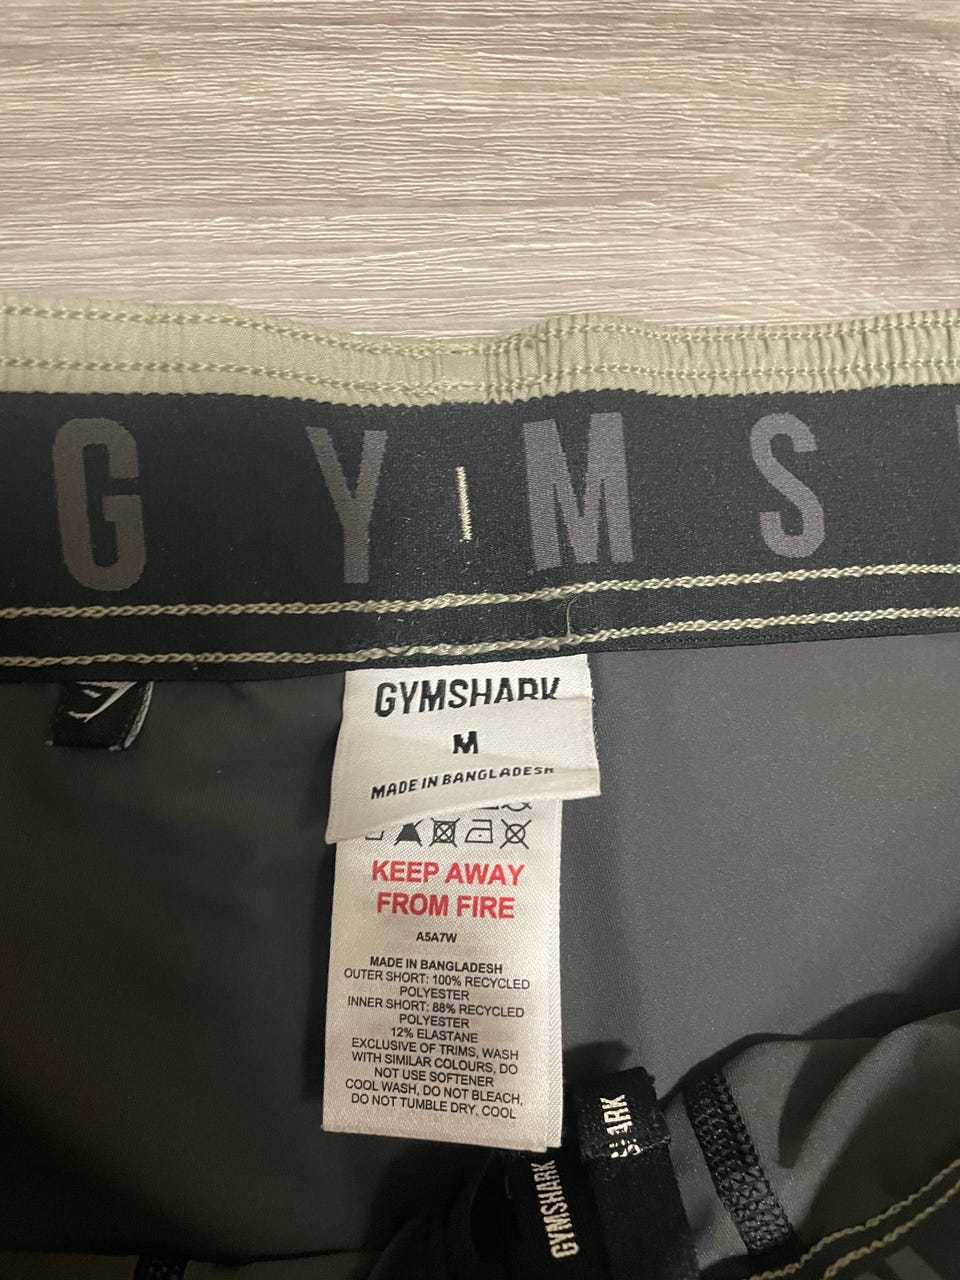 GYMS
GYMSHARK
M
MADE IN BANGLADESH
KEEP AWAY
FROM FIRE
A5A7W
MADE IN BANGLADESH
OUTER SHORT: 100% RECYCLED
POLYESTER
INNER SHORT: 88% RECYCLED
POLYESTER
12% ELASTANE
EXCLUSIVE OF TRIMS, WASH
WITH SIMILAR COLOURS, DO
NOT USE SOFTENER
COOL WASH, DO NOT BLEACH,
DO NOT TUMBLE DRY, COOL
GYMSHARK